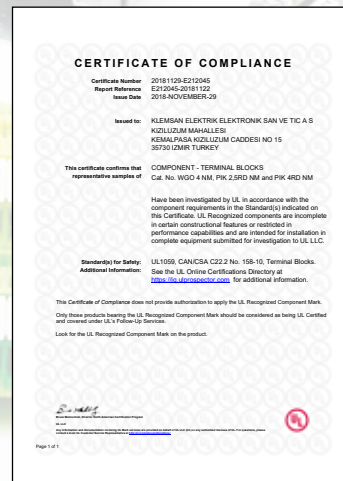 CERTIFICATE OF COMPLIANCE
Certificate Number 20181129-E212045
Report Reference E212045-20181122
Issue Date 2018-NOVEMBER-29
Issued to: KLEMSAN ELEKTRIK ELEKTRONIK SAN VE TIC A S
KIZILUZUM MAHALLESI
KEMALPASA KIZILUZUM CADDESI NO 15
35730 IZMIR TURKEY
This certificate confirms that COMPONENT - TERMINAL BLOCKS
representative samples of Cat. No. WGO 4 NM, PIK 2,5RD NM and PIK 4RD NM
Have been investigated by UL in accordance with the
component requirements in the Standard(s) indicated on
this Certificate. UL Recognized components are incomplete
in certain constructional features or restricted in
performance capabilities and are intended for installation in
complete equipment submitted for investigation to UL LLC.
Standard(s) for Safety: UL1059, CAN/CSA C22.2 No. 158-10, Terminal Blocks.
Additional Information: See the UL Online Certifications Directory at
https://iq.ulprospector.com for additional information.
This Certificate of Compliance does not provide authorization to apply the UL Recognized Component Mark.
Only those products bearing the UL Recognized Component Mark should be considered as being UL Certified
and covered under UL's Follow-Up Services.
Look for the UL Recognized Component Mark on the product.
UL LLC
UL
Page 1 of 1